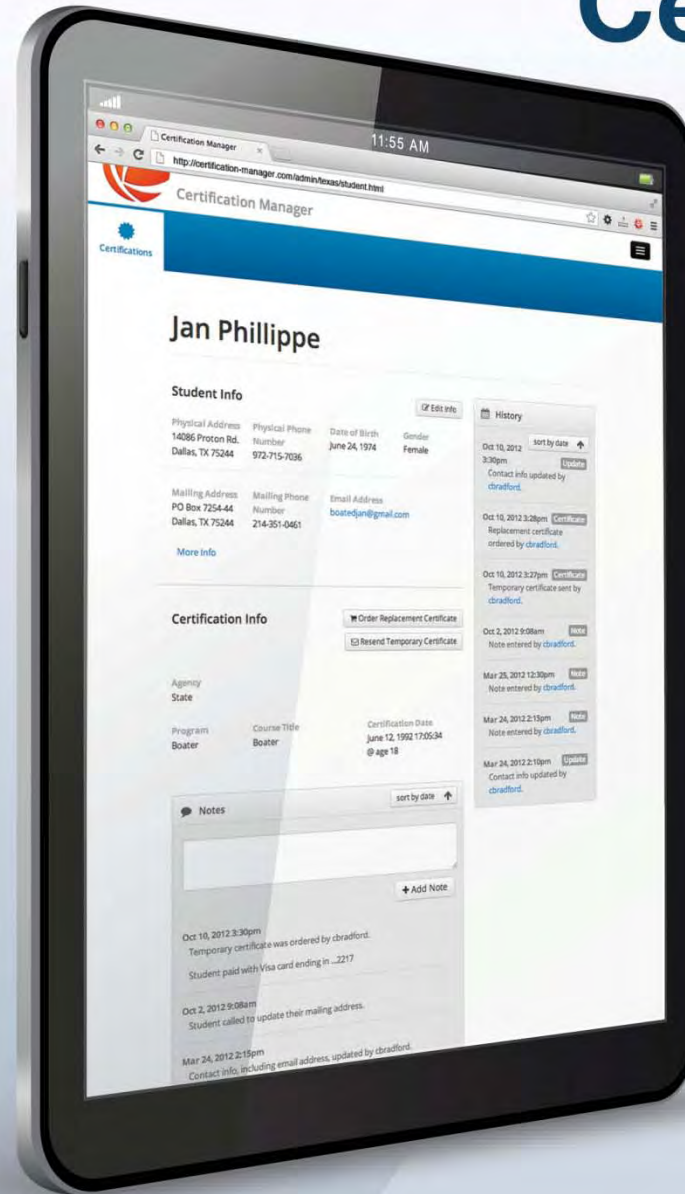 Ce
11:55 AM
Certification Manager
http://certification-manager.com/admin/texas/student.html
Certification Manager
Certifications
Jan Phillippe
Student Info
Edit Info
Physical Address
14086 Proton Rd.
Dallas, TX 75244
Physical Phone
Number
972-715-7036
Date of Birth
June 24, 1974
Gender
Female
Mailing Address
PO Box 7254-44
Dallas, TX 75244
Mailing Phone
Number
214-351-0461
Email Address
boatedjan@gmail.com
More Info
Certification Info
Order Replacement Certificate
Resend Temporary Certificate
Agency
State
Program
Boater
Course Title
Boater
Certification Date
June 12, 1992 17:05:34
@ age 18
Notes
sort by date
+ Add Note
Oct 10, 2012 3:30pm
Temporary certificate was ordered by cbradford.
Student paid with Visa card ending in ...2217
Oct 2, 2012 9:08am
Student called to update their mailing address.
Mar 24, 2012 2:15pm
Contact info, including email address, updated by cbradford.
History
sort by date
Oct 10, 2012
3:30pm Update
Contact info updated by
cbradford.
Oct 10, 2012 3:28pm Certificate
Replacement certificate
ordered by cbradford.
Oct 10, 2012 3:27pm Certificate
Temporary certificate sent by
cbradford.
Oct 2, 2012 9:08am Note
Note entered by cbradford.
Mar 25, 2012 12:30pm Note
Note entered by cbradford.
Mar 24, 2012 2:15pm Note
Note entered by cbradford.
Mar 24, 2012 2:10pm Update
Contact info updated by
cbradford.